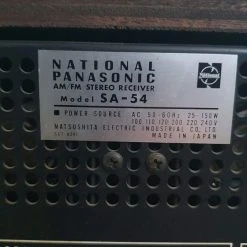 NATIONAL
PANASONIC
AM/FM STEREO RECEIVER
Model SA-54
National
■ POWER SOURCE AC 50-60Hz 25-150W
100, 110, 120, 200, 220, 240V
MATSUSHITA ELECTRIC INDUSTRIAL CO., LTD.
MADE IN JAPAN